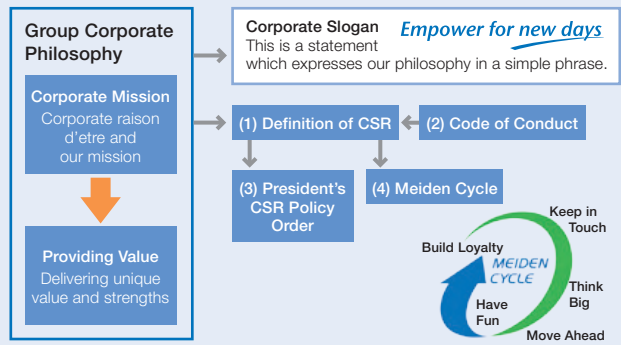 Group Corporate
Philosophy
Corporate Mission
Corporate raison
d'etre and
our mission
Providing Value
Delivering unique
value and strengths
Corporate Slogan
Empower for new days
This is a statement
which expresses our philosophy in a simple phrase.
(1) Definition of CSR
(2) Code of Conduct
(3) President's
CSR Policy
Order
(4) Meiden Cycle
Keep in
Touch
Build Loyalty
MEIDEN
CYCLE
Think
Big
Have
Fun
Move Ahead